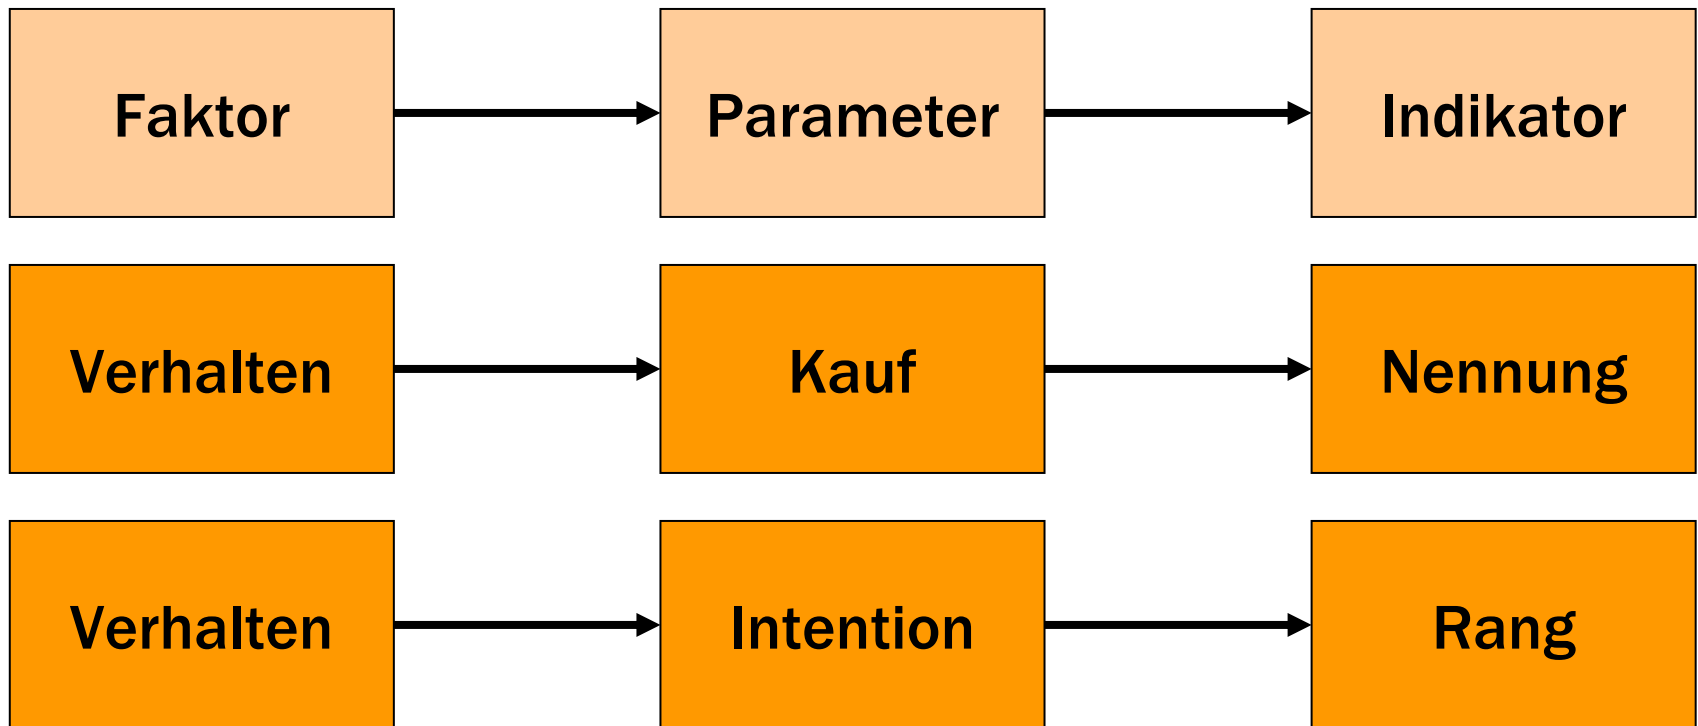 Faktor Parameter Indikator
Verhalten Kauf Nennung
Verhalten Intention Rang